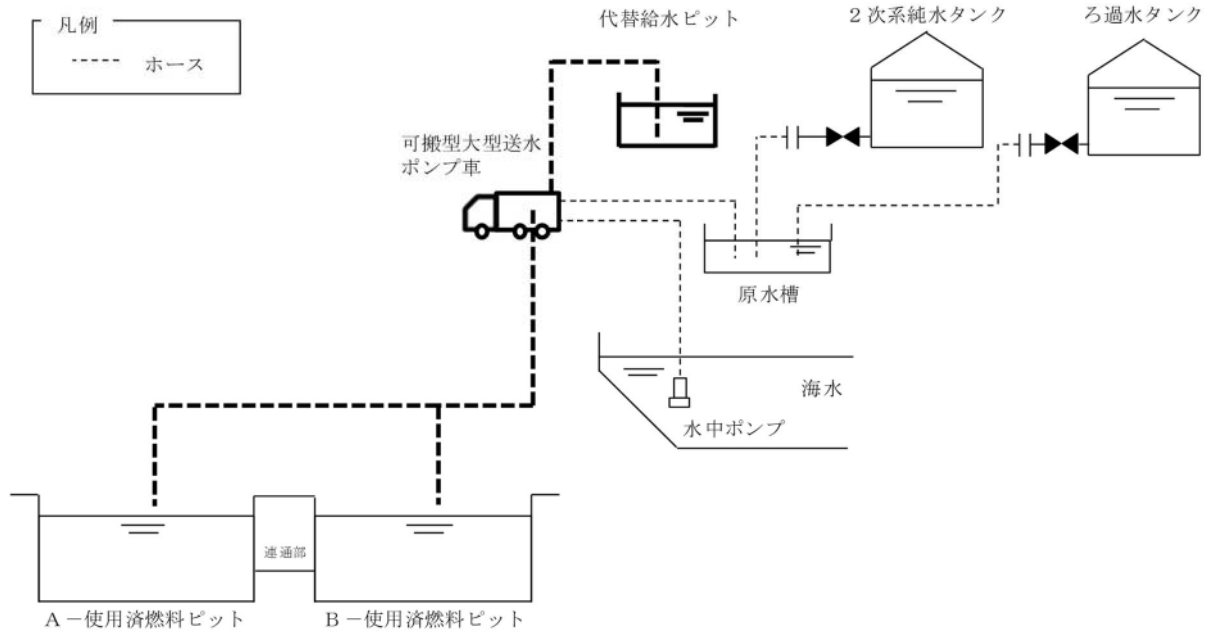 凡例
ホース
代替給水ピット
２次系純水タンク
ろ過水タンク
可搬型大型送水
ポンプ車
原水槽
海水
水中ポンプ
連通部
Ａ－使用済燃料ピット
Ｂ－使用済燃料ピット